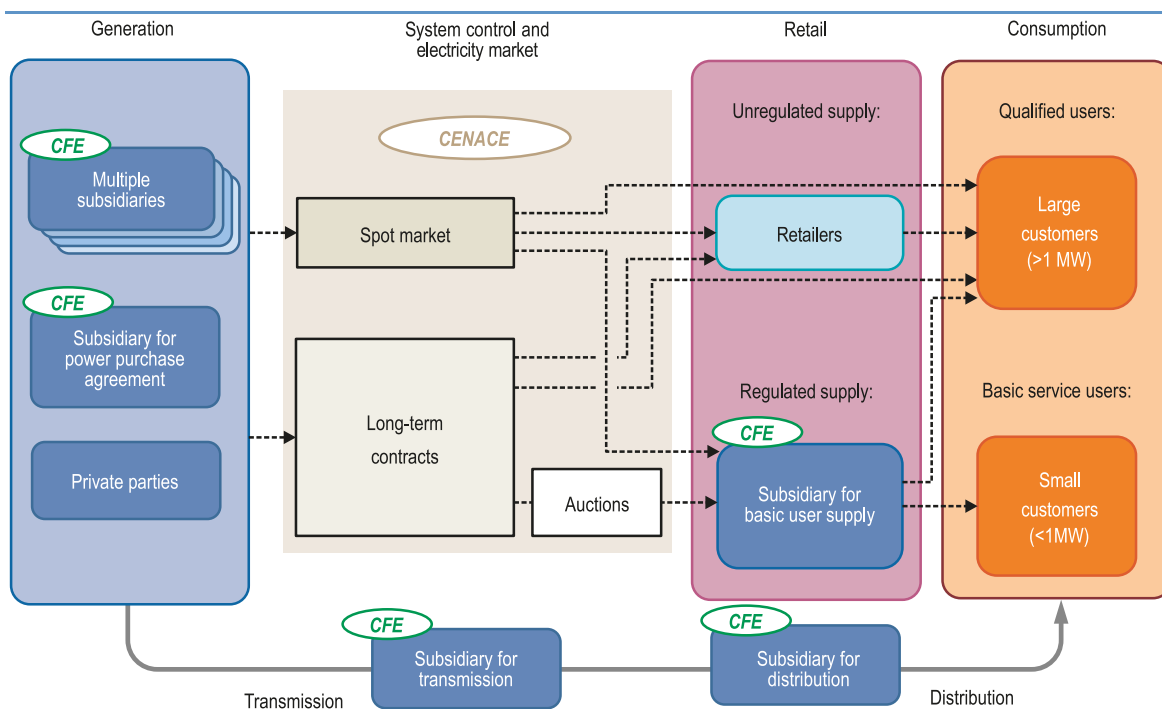 Generation
System control and
electricity market
Retail
Consumption
CFE
Multiple
subsidiaries
CFE
Subsidiary for
power purchase
agreement
Private parties
CENACE
Spot market
Long-term
contracts
Auctions
Unregulated supply:
Retailers
Regulated supply:
CFE
Subsidiary for
basic user supply
Qualified users:
Large
customers
(>1 MW)
Basic service users:
Small
customers
(<1MW)
CFE
Subsidiary for
transmission
CFE
Subsidiary for
distribution
Transmission
Distribution